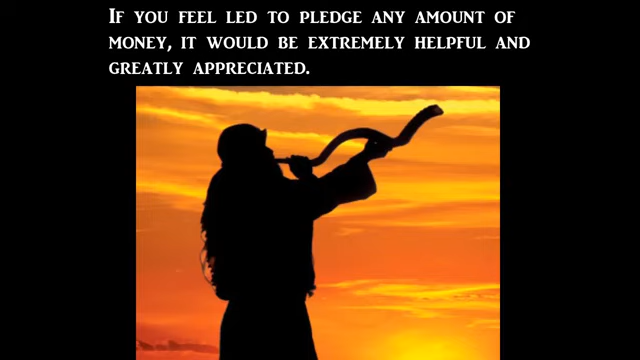 If you feel led to pledge any amount of
money, it would be extremely helpful and
greatly appreciated.